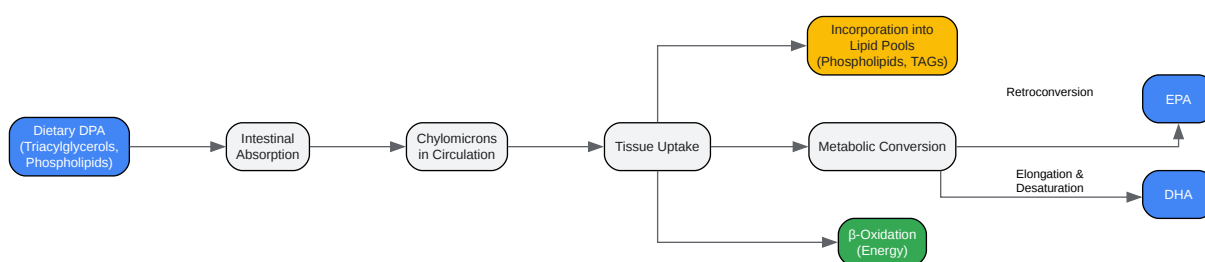 Dietary DPA
(Triacylglycerols,
Phospholipids)
Intestinal
Absorption
Chylomicrons
in Circulation
Tissue Uptake
Incorporation into
Lipid Pools
(Phospholipids, TAGs)
Metabolic Conversion
β-Oxidation
(Energy)
Retroconversion
EPA
Elongation &
Desaturation
DHA